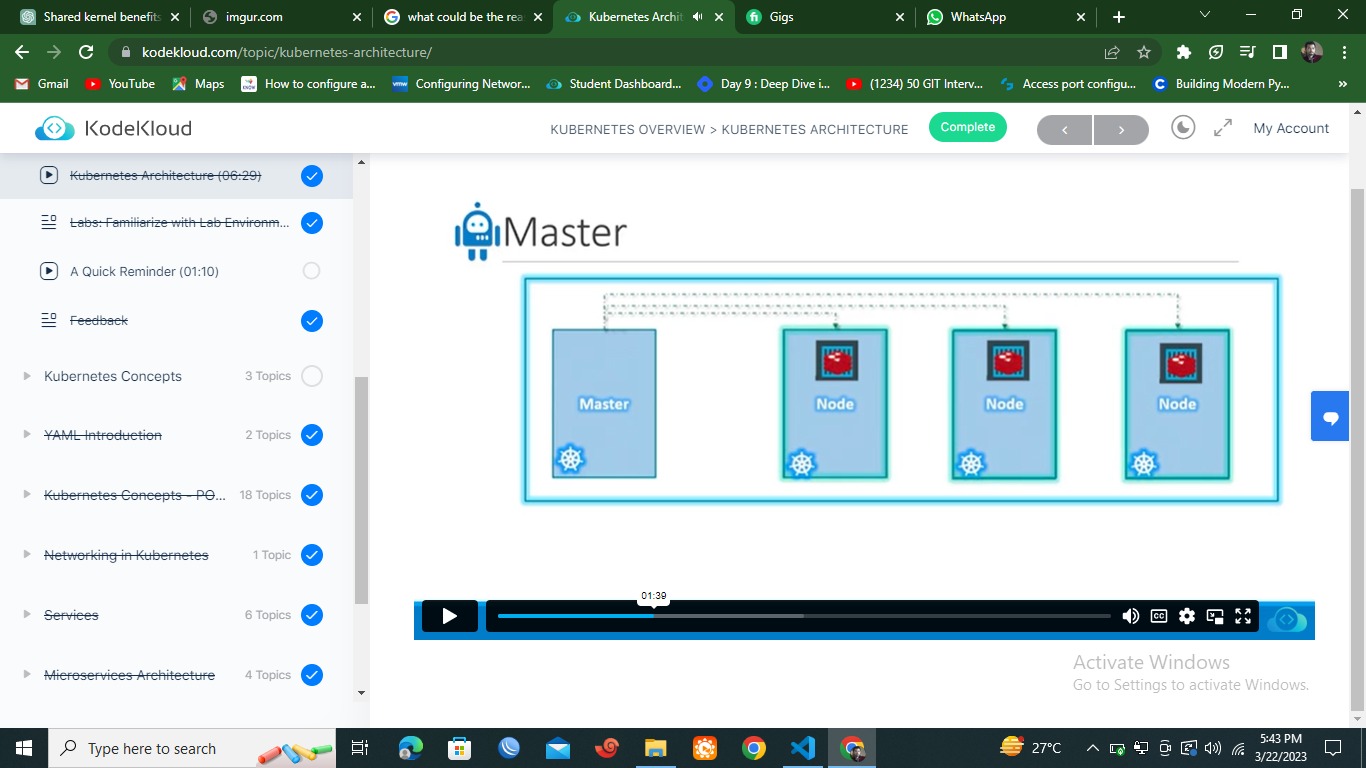 Shared kernel benefits
imgur.com
what could be the rea
Kubernetes Archit
Gigs
WhatsApp
kodekloud.com/topic/kubernetes-architecture/
Gmail
YouTube
Maps
How to configure a...
Configuring Networ...
Student Dashboard...
Day 9 : Deep Dive i...
(1234) 50 GIT Interv...
Access port configu...
Building Modern Py...
»
KodeKloud
KUBERNETES OVERVIEW > KUBERNETES ARCHITECTURE
Complete
My Account
Kubernetes Architecture (06:29)
Labs: Familiarize with Lab Environm...
A Quick Reminder (01:10)
Feedback
Kubernetes Concepts
3 Topics
YAML Introduction
2 Topics
Kubernetes Concepts - PO...
18 Topics
Networking in Kubernetes
1 Topic
Services
6 Topics
Microservices Architecture
4 Topics
Master
Master
Node
Node
Node
01:39
CC
Activate Windows
Go to Settings to activate Windows.
Type here to search
27°C
5:43 PM
3/22/2023